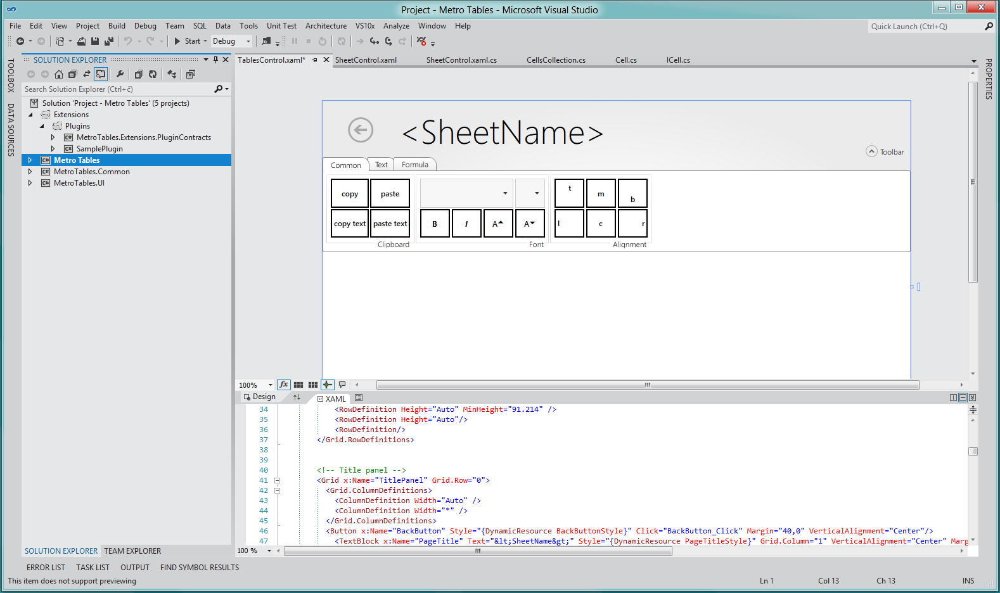 Project - Metro Tables - Microsoft Visual Studio
File Edit View Project Build Debug Team SQL Data Tools Unit Test Architecture VS10x Analyze Window Help
Quick Launch (Ctrl+Q)
Start Debug
TOOLBOX
DATA SOURCES
SOLUTION EXPLORER
Search Solution Explorer (Ctrl+č)
Solution 'Project - Metro Tables' (5 projects)
Extensions
Plugins
C# MetroTables.Extensions.PluginContracts
C# SamplePlugin
C# Metro Tables
C# MetroTables.Common
C# MetroTables.UI
SOLUTION EXPLORER TEAM EXPLORER
TablesControl.xaml* SheetControl.xaml SheetControl.xaml.cs CellsCollection.cs Cell.cs ICell.cs
PROPERTIES
<SheetName>
Toolbar
Common Text Formula
copy paste
copy text paste text
Clipboard
B I A A
Font
t m b
l c r
Alignment
100% fx
Design XAML
34 <RowDefinition Height="Auto" MinHeight="91.214" />
35 <RowDefinition Height="Auto"/>
36 <RowDefinition/>
37 </Grid.RowDefinitions>
38
39
40 <!-- Title panel -->
41 <Grid x:Name="TitlePanel" Grid.Row="0">
42 <Grid.ColumnDefinitions>
43 <ColumnDefinition Width="Auto" />
44 <ColumnDefinition Width="*" />
45 </Grid.ColumnDefinitions>
46 <Button x:Name="BackButton" Style="{DynamicResource BackButtonStyle}" Click="BackButton_Click" Margin="40,0" VerticalAlignment="Center"/>
47 <TextBlock x:Name="PageTitle" Text="&lt;SheetName&gt;" Style="{DynamicResource PageTitleStyle}" Grid.Column="1" VerticalAlignment="Center" Marg
100 %
ERROR LIST TASK LIST OUTPUT FIND SYMBOL RESULTS
This item does not support previewing
Ln 1 Col 13 Ch 13 INS